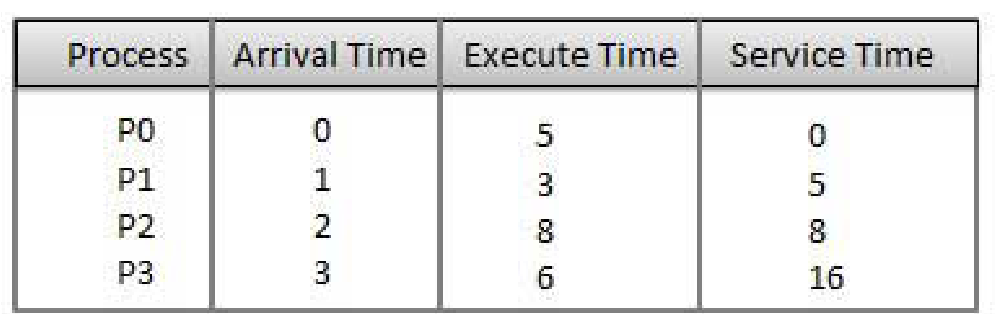 Process Arrival Time Execute Time Service Time
P0 0 5 0
P1 1 3 5
P2 2 8 8
P3 3 6 16